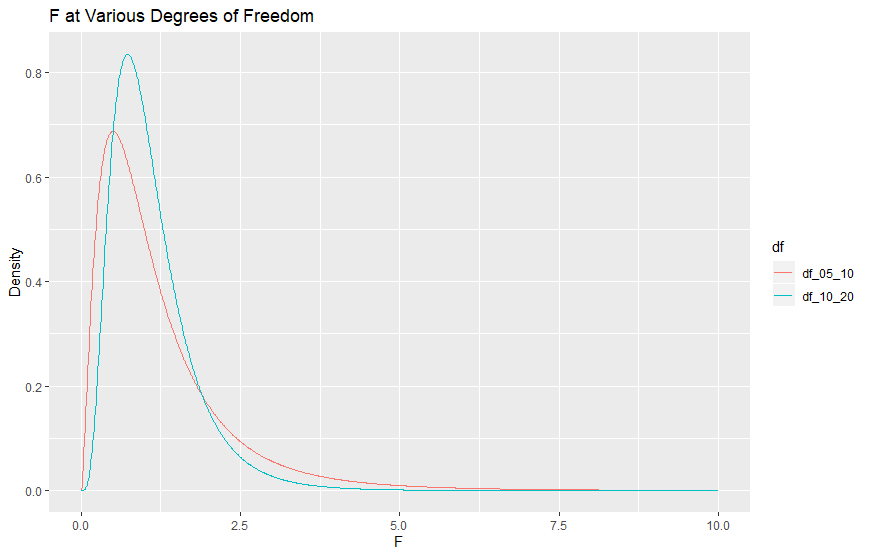 F at Various Degrees of Freedom
0.8
0.6
0.4
0.2
0.0
Density
0.0 2.5 5.0 7.5 10.0
F
df
df_05_10
df_10_20